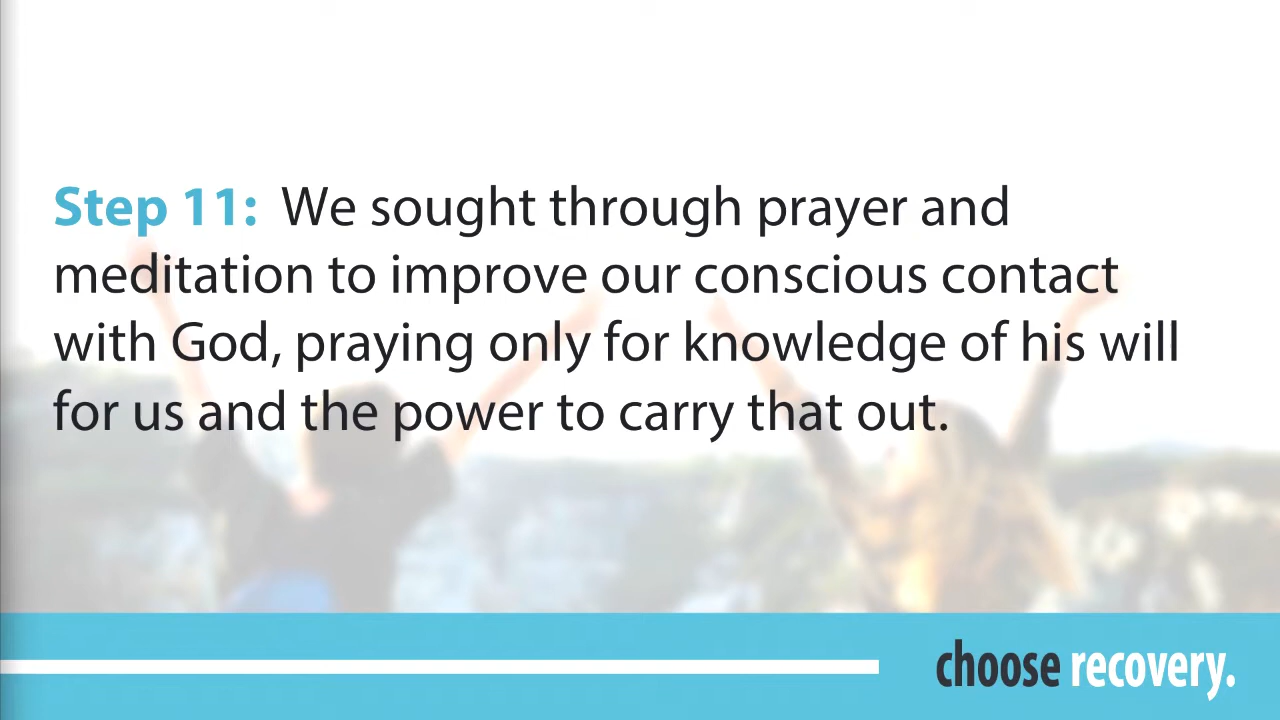 Step 11: We sought through prayer and
meditation to improve our conscious contact
with God, praying only for knowledge of his will
for us and the power to carry that out.
choose recovery.